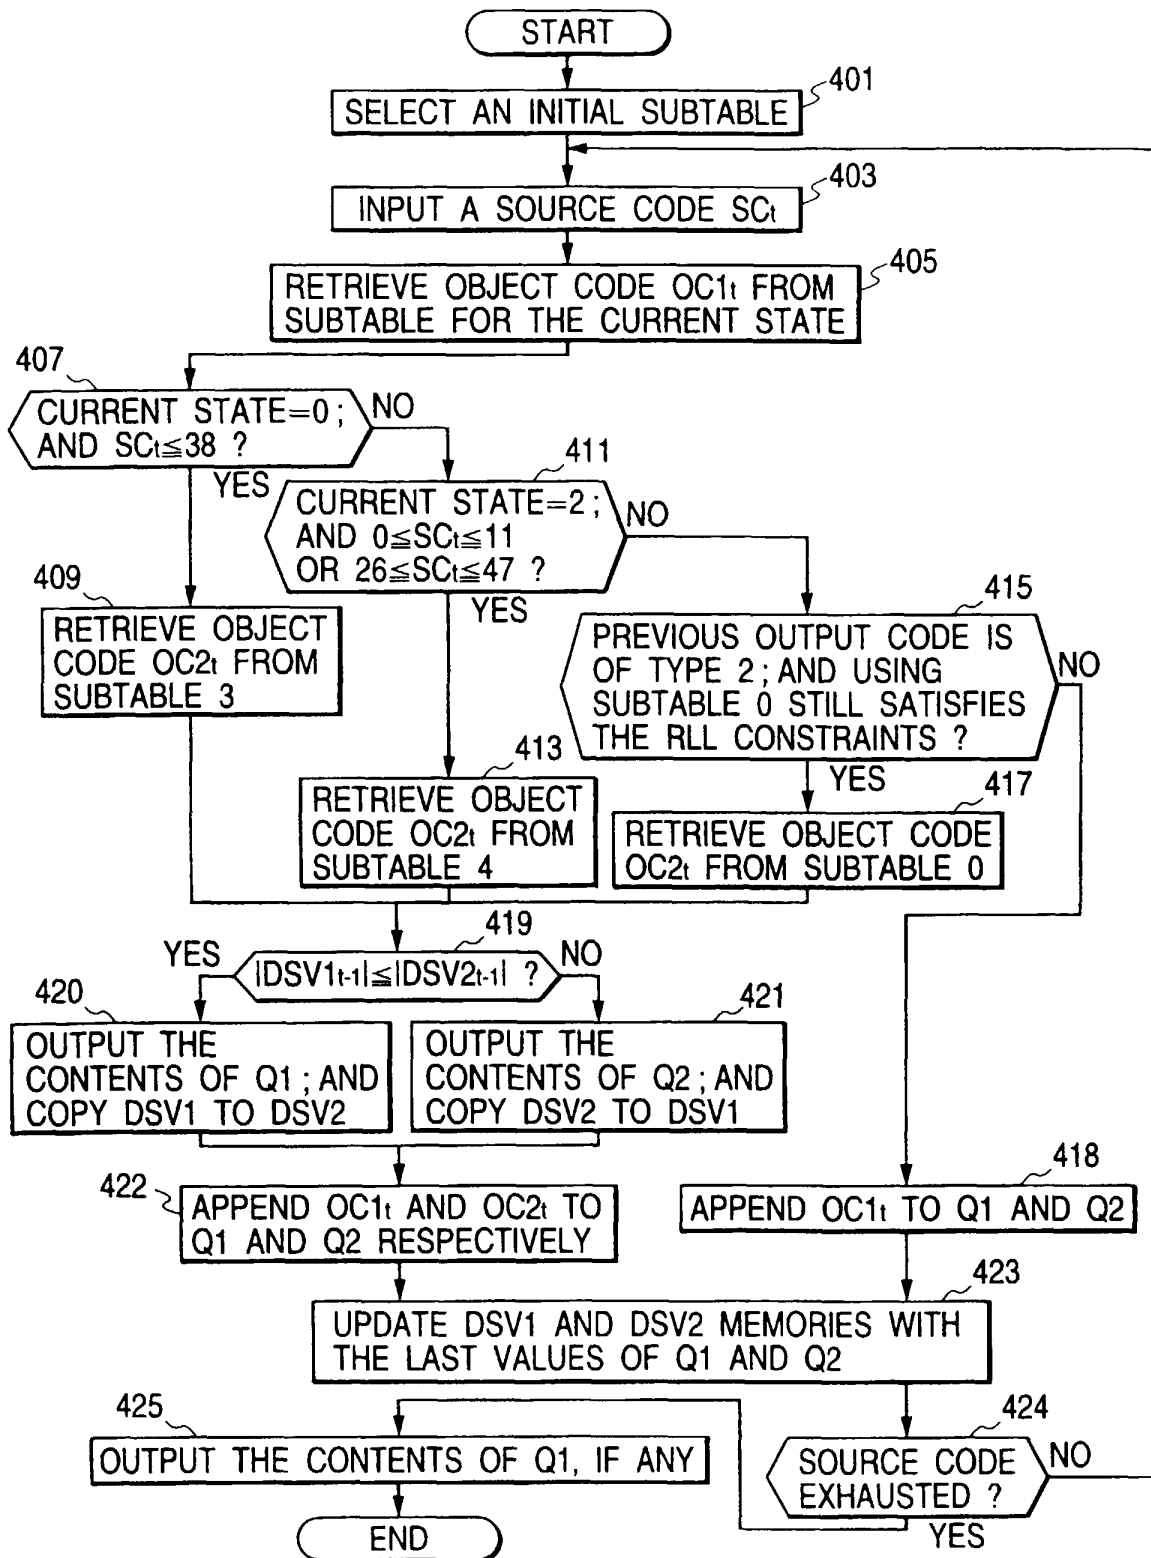 START
401
SELECT AN INITIAL SUBTABLE
403
INPUT A SOURCE CODE SCt
405
RETRIEVE OBJECT CODE OC1t FROM
SUBTABLE FOR THE CURRENT STATE
407
CURRENT STATE=0 ;
AND SCt≦38 ?
NO
YES
411
CURRENT STATE=2 ;
AND 0≦SCt≦11
OR 26≦SCt≦47 ?
NO
YES
409
RETRIEVE OBJECT
CODE OC2t FROM
SUBTABLE 3
415
PREVIOUS OUTPUT CODE IS
OF TYPE 2 ; AND USING
SUBTABLE 0 STILL SATISFIES
THE RLL CONSTRAINTS ?
NO
YES
413
RETRIEVE OBJECT
CODE OC2t FROM
SUBTABLE 4
417
RETRIEVE OBJECT CODE
OC2t FROM SUBTABLE 0
419
YES
|DSV1t-1|≦|DSV2t-1| ?
NO
420
OUTPUT THE
CONTENTS OF Q1 ; AND
COPY DSV1 TO DSV2
421
OUTPUT THE
CONTENTS OF Q2 ; AND
COPY DSV2 TO DSV1
422
APPEND OC1t AND OC2t TO
Q1 AND Q2 RESPECTIVELY
418
APPEND OC1t TO Q1 AND Q2
423
UPDATE DSV1 AND DSV2 MEMORIES WITH
THE LAST VALUES OF Q1 AND Q2
424
SOURCE CODE
EXHAUSTED ?
NO
YES
425
OUTPUT THE CONTENTS OF Q1, IF ANY
END